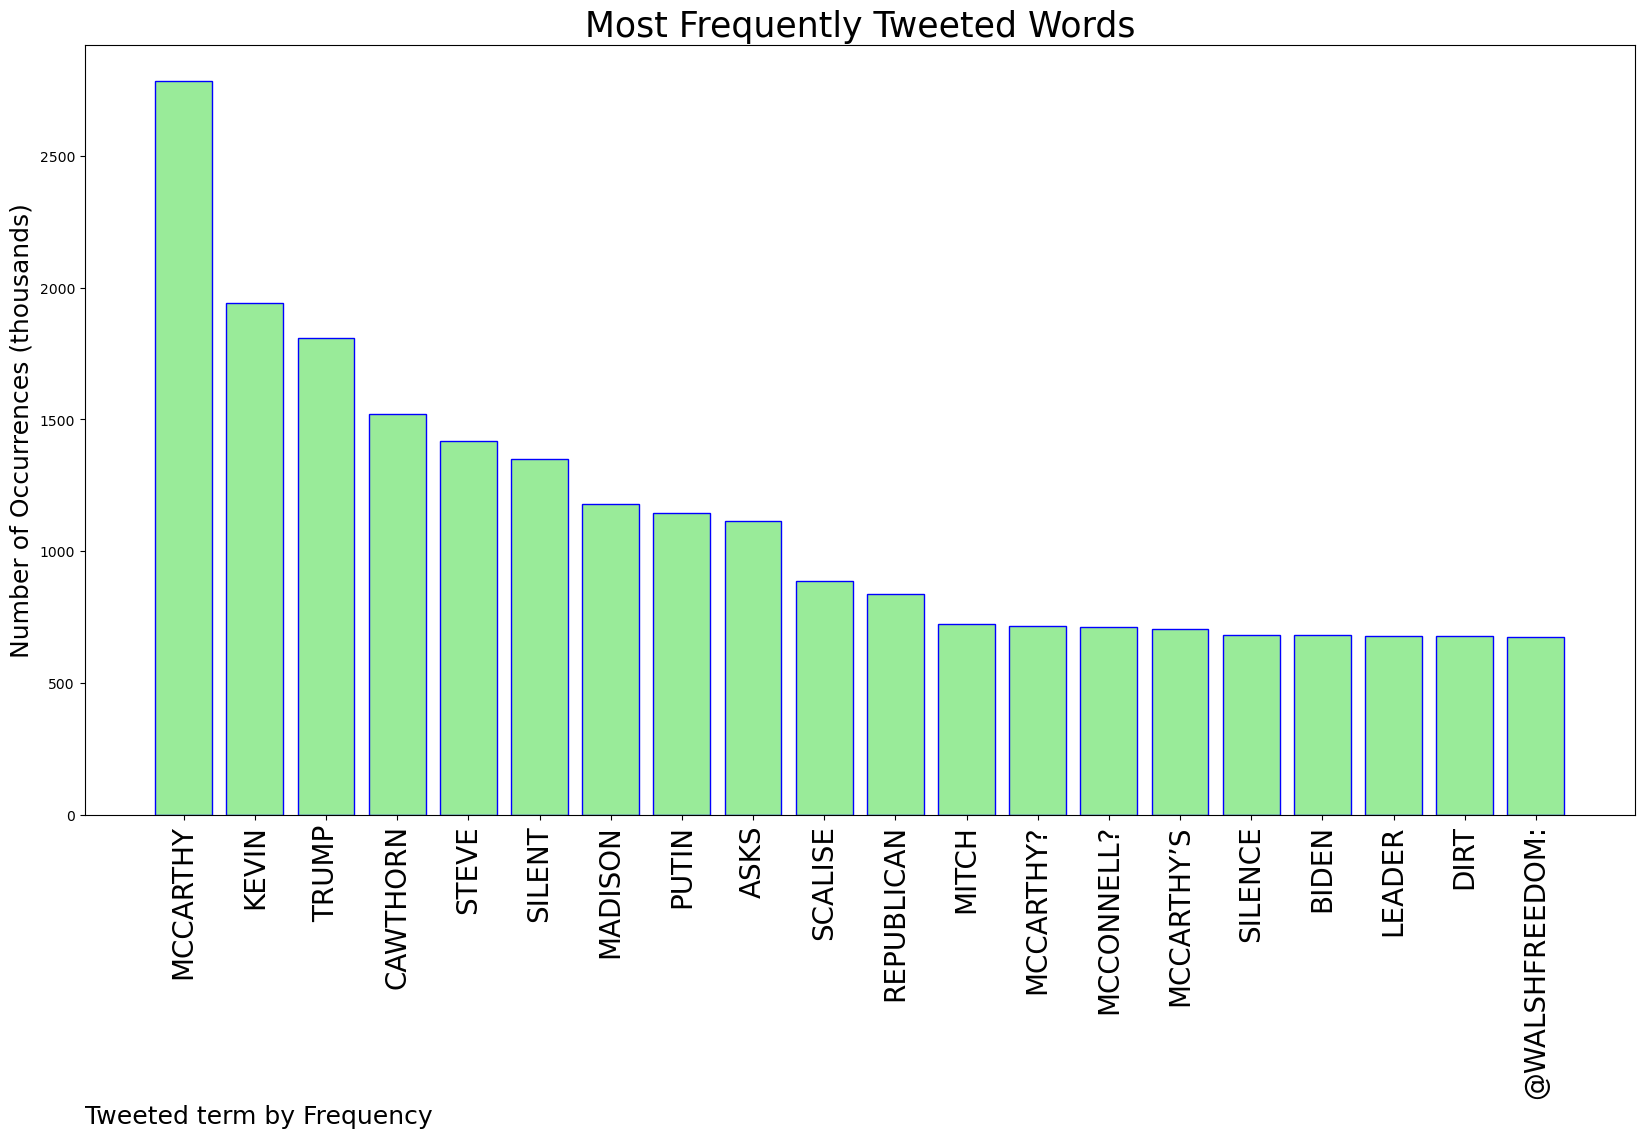 Most Frequently Tweeted Words
Number of Occurrences (thousands)
2500
2000
1500
1000
500
0
MCCARTHY
KEVIN
TRUMP
CAWTHORN
STEVE
SILENT
MADISON
PUTIN
ASKS
SCALISE
REPUBLICAN
MITCH
MCCARTHY?
MCCONNELL?
MCCARTHY’S
SILENCE
BIDEN
LEADER
DIRT
@WALSHFREEDOM:
Tweeted term by Frequency